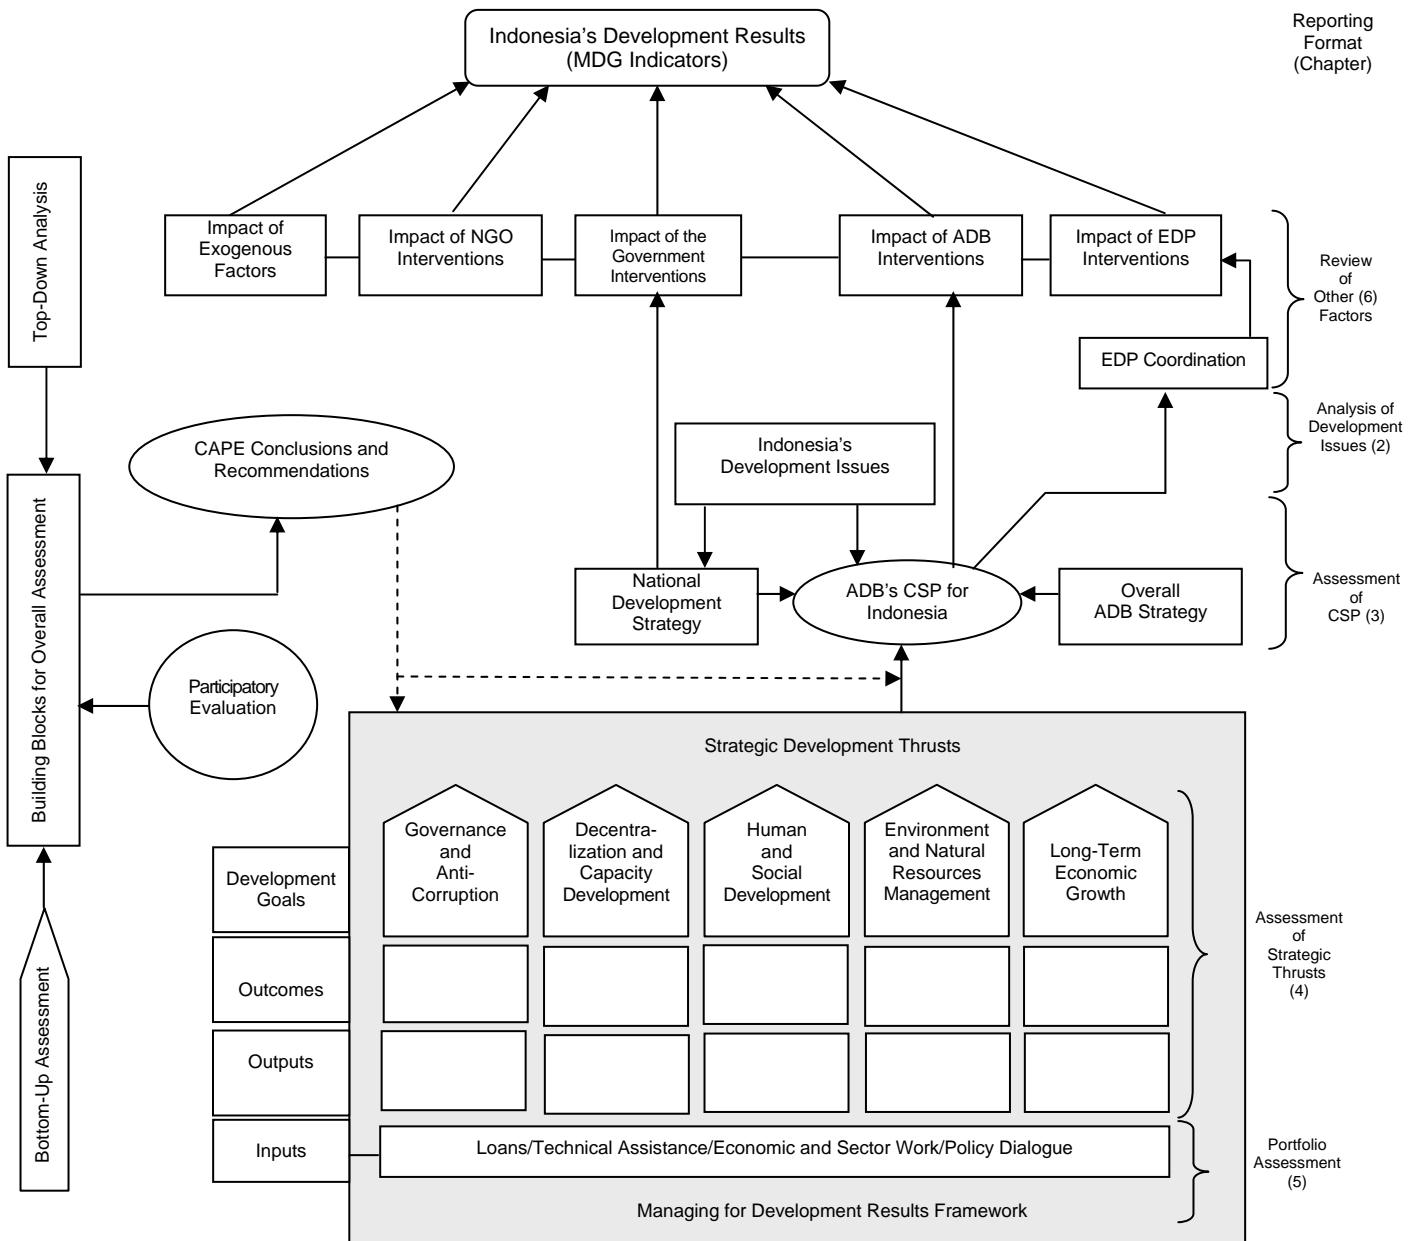 Indonesia's Development Results
(MDG Indicators)
Reporting
Format
(Chapter)
Top-Down Analysis
Impact of
Exogenous
Factors
Impact of NGO
Interventions
Impact of the
Government
Interventions
Impact of ADB
Interventions
Impact of EDP
Interventions
Review
of
Other (6)
Factors
EDP Coordination
Analysis of
Development
Issues (2)
CAPE Conclusions and
Recommendations
Indonesia's
Development Issues
Building Blocks for Overall Assessment
National
Development
Strategy
ADB's CSP for
Indonesia
Overall
ADB Strategy
Assessment
of
CSP (3)
Participatory
Evaluation
Strategic Development Thrusts
Governance
and
Anti-
Corruption
Decentra-
lization and
Capacity
Development
Human
and
Social
Development
Environment
and Natural
Resources
Management
Long-Term
Economic
Growth
Development
Goals
Outcomes
Outputs
Inputs
Assessment
of
Strategic
Thrusts
(4)
Bottom-Up Assessment
Loans/Technical Assistance/Economic and Sector Work/Policy Dialogue
Portfolio
Assessment
(5)
Managing for Development Results Framework